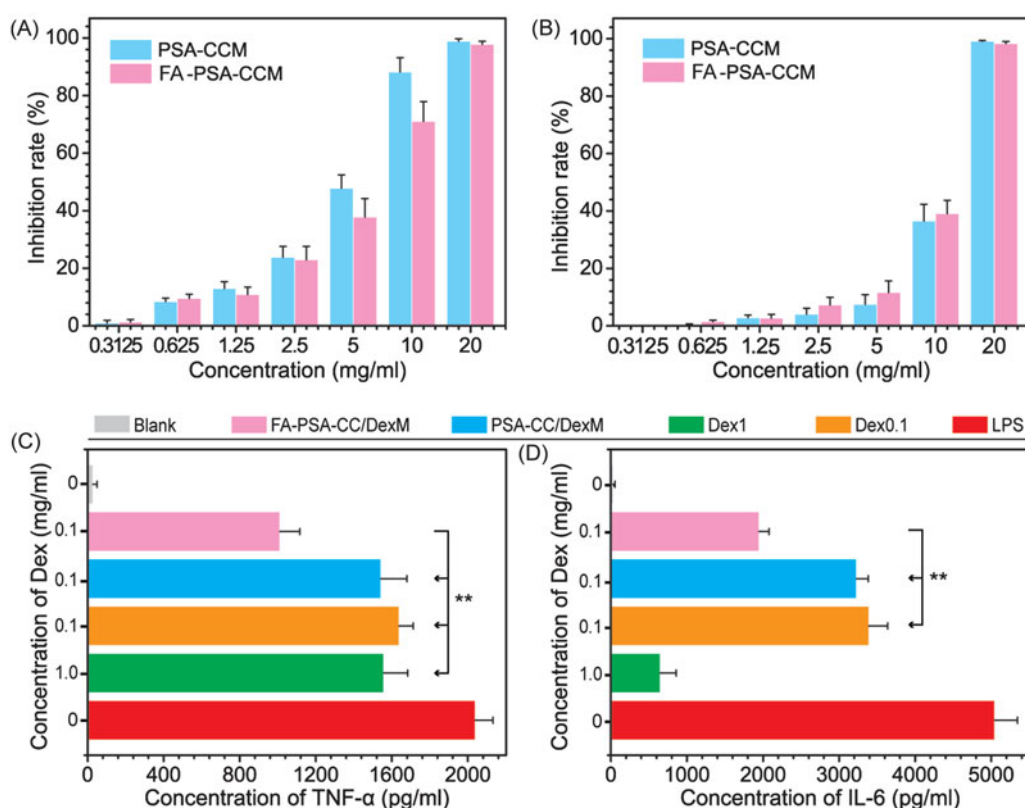 (A)
PSA-CCM
FA-PSA-CCM
Inhibition rate (%)
100
80
60
40
20
0
0.3125 0.625 1.25 2.5 5 10 20
Concentration (mg/ml)
(B)
PSA-CCM
FA-PSA-CCM
Inhibition rate (%)
100
80
60
40
20
0
0.3125 0.625 1.25 2.5 5 10 20
Concentration (mg/ml)
Blank FA-PSA-CC/DexM PSA-CC/DexM Dex1 Dex0.1 LPS
(C)
Concentration of Dex (mg/ml)
0
0.1
0.1
0.1
1.0
0
**
0 400 800 1200 1600 2000
Concentration of TNF-α (pg/ml)
(D)
Concentration of Dex (mg/ml)
0
0.1
0.1
0.1
1.0
0
**
0 1000 2000 3000 4000 5000
Concentration of IL-6 (pg/ml)